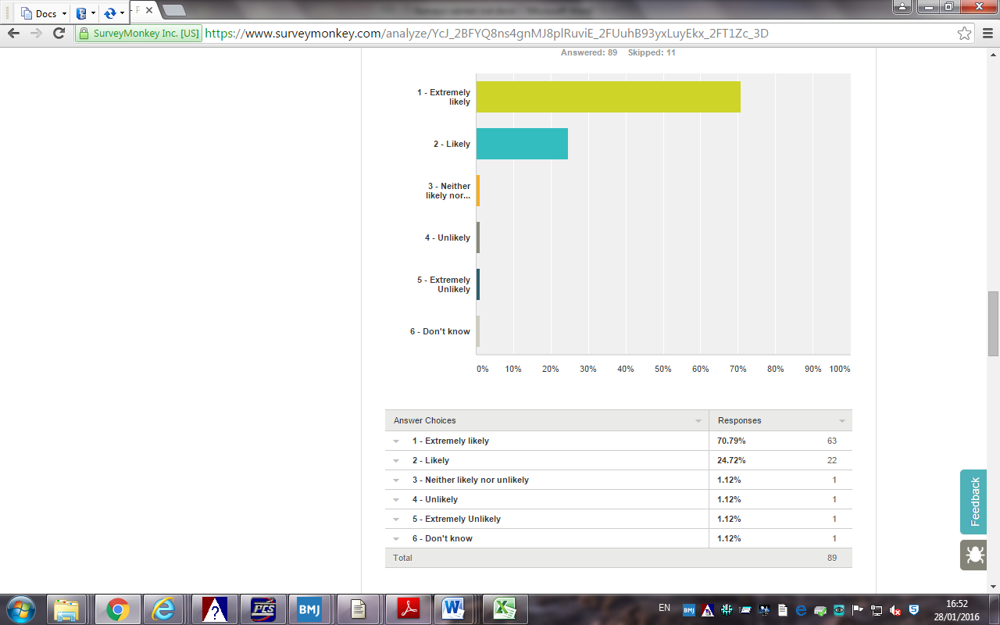 Docs
SurveyMonkey Inc. [US]
https://www.surveymonkey.com/analyze/YcJ_2BFYQ8ns4gnMJ8plRuviE_2FUuhB93yxLuyEkx_2FT1Zc_3D
Answered: 89 Skipped: 11
1 - Extremely
likely
2 - Likely
3 - Neither
likely nor...
4 - Unlikely
5 - Extremely
Unlikely
6 - Don't know
0% 10% 20% 30% 40% 50% 60% 70% 80% 90% 100%
Answer Choices Responses
1 - Extremely likely 70.79% 63
2 - Likely 24.72% 22
3 - Neither likely nor unlikely 1.12% 1
4 - Unlikely 1.12% 1
5 - Extremely Unlikely 1.12% 1
6 - Don't know 1.12% 1
Total 89
Feedback
PCS
BMJ
EN
BMJ
16:52
28/01/2016